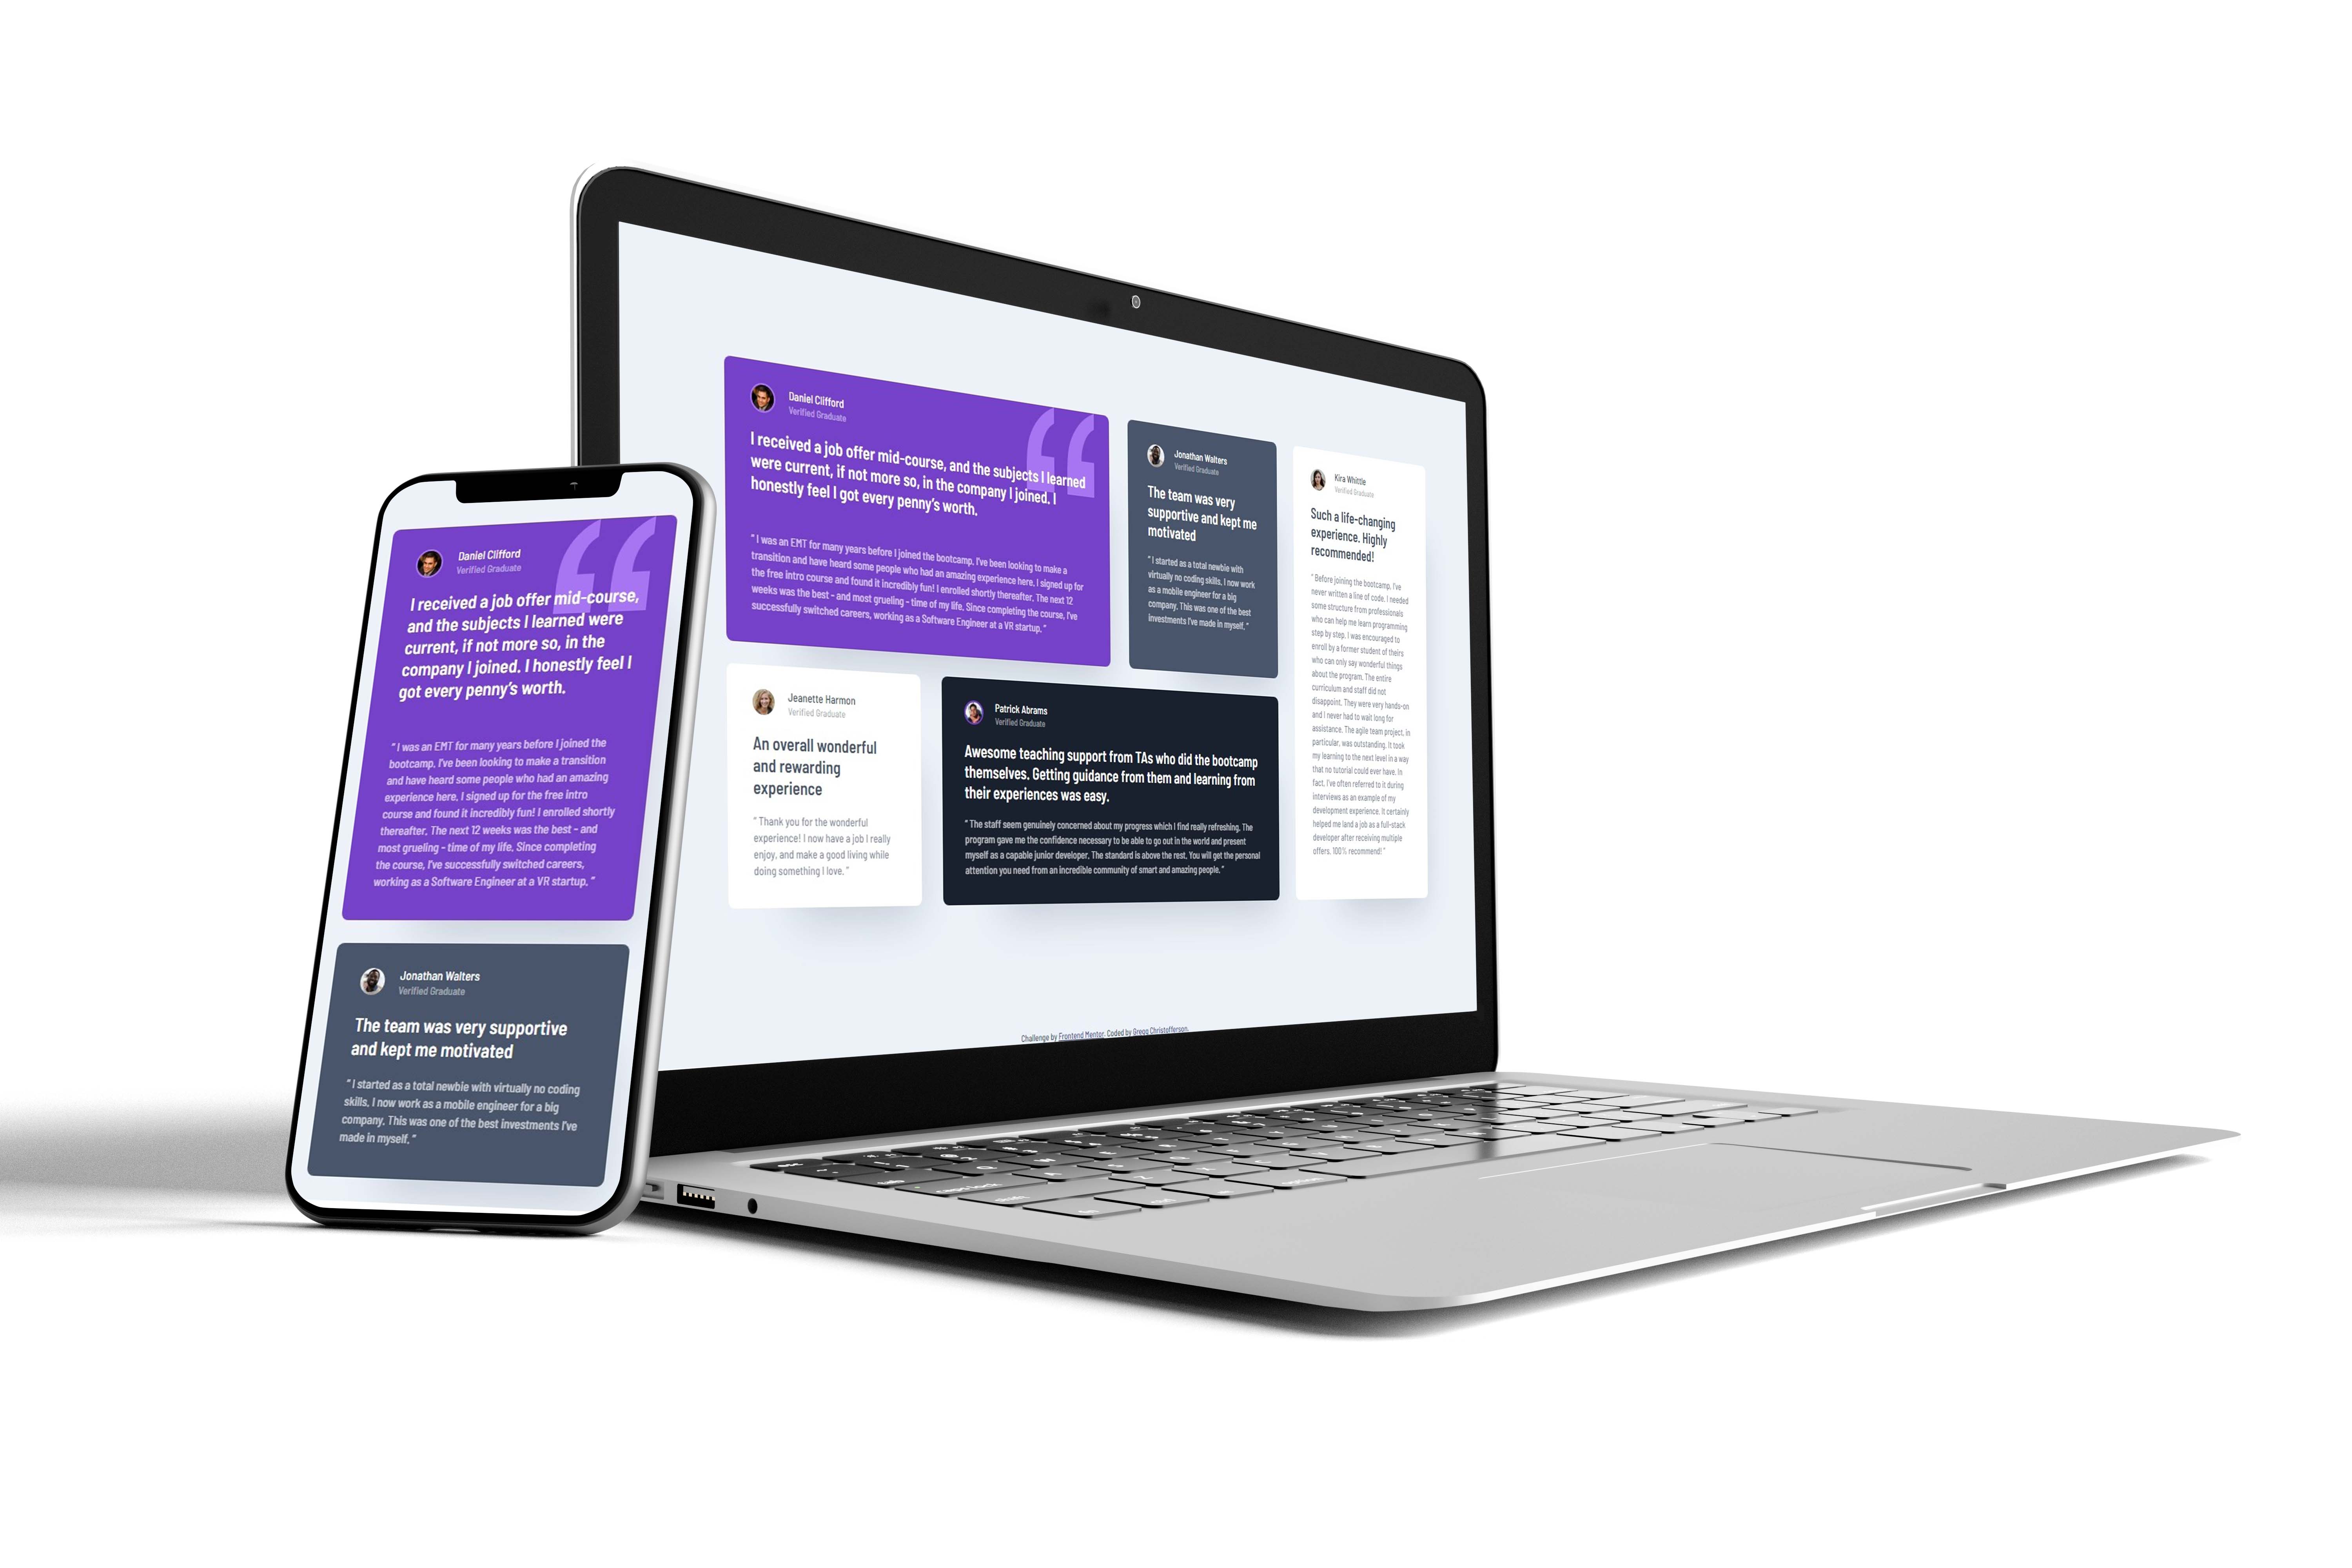 Daniel Clifford
Verified Graduate
I received a job offer mid-course,
and the subjects I learned were
current, if not more so, in the
company I joined. I honestly feel I
got every penny’s worth.
“ I was an EMT for many years before I joined the
bootcamp. I’ve been looking to make a transition
and have heard some people who had an amazing
experience here. I signed up for the free intro
course and found it incredibly fun! I enrolled shortly
thereafter. The next 12 weeks was the best - and
most grueling - time of my life. Since completing
the course, I’ve successfully switched careers,
working as a Software Engineer at a VR startup. ”
Jonathan Walters
Verified Graduate
The team was very supportive
and kept me motivated
“ I started as a total newbie with virtually no coding
skills. I now work as a mobile engineer for a big
company. This was one of the best investments I’ve
made in myself. ”
Daniel Clifford
Verified Graduate
I received a job offer mid-course, and the subjects I learned
were current, if not more so, in the company I joined. I
honestly feel I got every penny’s worth.
“ I was an EMT for many years before I joined the bootcamp. I’ve been looking to make a
transition and have heard some people who had an amazing experience here. I signed up for
the free intro course and found it incredibly fun! I enrolled shortly thereafter. The next 12
weeks was the best - and most grueling - time of my life. Since completing the course, I’ve
successfully switched careers, working as a Software Engineer at a VR startup. ”
Jonathan Walters
Verified Graduate
The team was very
supportive and kept me
motivated
“ I started as a total newbie with
virtually no coding skills. I now work
as a mobile engineer for a big
company. This was one of the best
investments I’ve made in myself. ”
Kira Whittle
Verified Graduate
Such a life-changing
experience. Highly
recommended!
“ Before joining the bootcamp, I’ve
never written a line of code. I needed
some structure from professionals
who can help me learn programming
step by step. I was encouraged to
enroll by a former student of theirs
who can only say wonderful things
about the program. The entire
curriculum and staff did not
disappoint. They were very hands-on
and I never had to wait long for
assistance. The agile team project, in
particular, was outstanding. It took
my learning to the next level in a way
that no tutorial could ever have. In
fact, I’ve often referred to it during
interviews as an example of my
development experience. It certainly
helped me land a job as a full-stack
developer after receiving multiple
offers. 100% recommend! ”
Jeanette Harmon
Verified Graduate
An overall wonderful
and rewarding
experience
“ Thank you for the wonderful
experience! I now have a job I really
enjoy, and make a good living while
doing something I love. ”
Patrick Abrams
Verified Graduate
Awesome teaching support from TAs who did the bootcamp
themselves. Getting guidance from them and learning from
their experiences was easy.
“ The staff seem genuinely concerned about my progress which I find really refreshing. The
program gave me the confidence necessary to be able to go out in the world and present
myself as a capable junior developer. The standard is above the rest. You will get the personal
attention you need from an incredible community of smart and amazing people. ”
Challenge by Frontend Mentor. Coded by Gregg Christofferson.